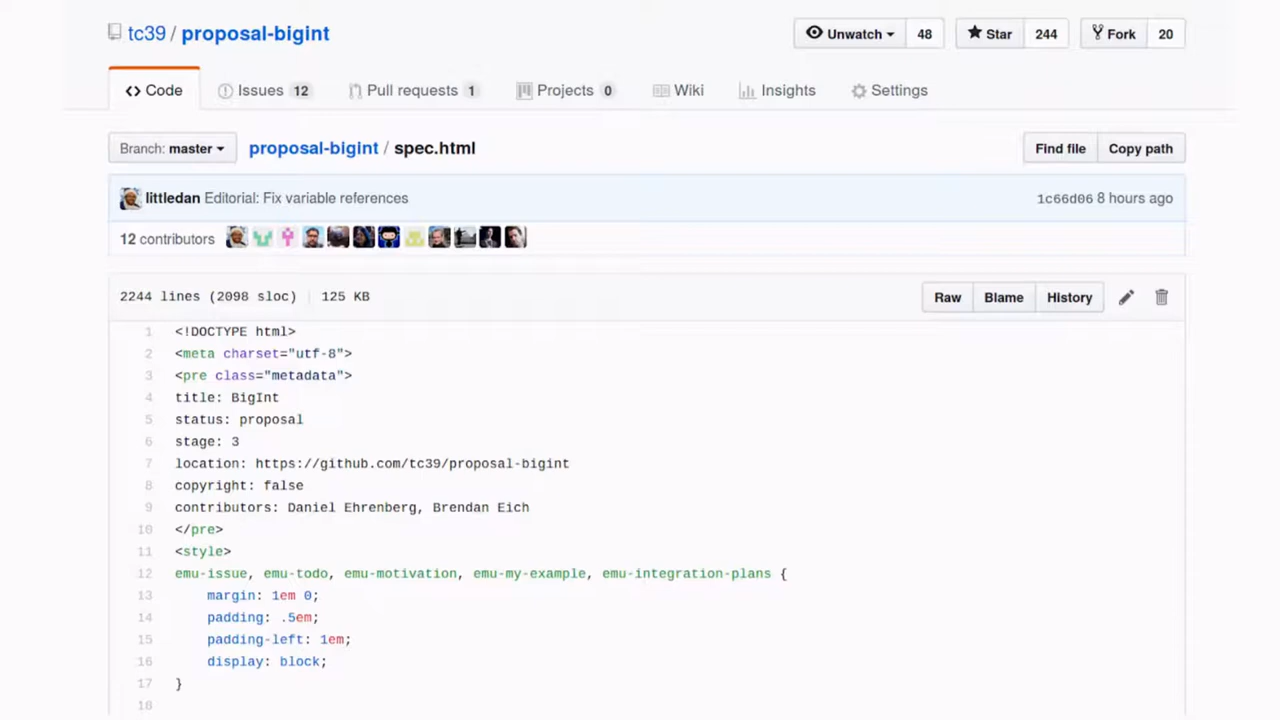 tc39 / proposal-bigint
Unwatch 48 Star 244 Fork 20
Code Issues 12 Pull requests 1 Projects 0 Wiki Insights Settings
Branch: master proposal-bigint / spec.html Find file Copy path
littledan Editorial: Fix variable references 1c66d06 8 hours ago
12 contributors
2244 lines (2098 sloc) 125 KB Raw Blame History
1 <!DOCTYPE html>
2 <meta charset="utf-8">
3 <pre class="metadata">
4 title: BigInt
5 status: proposal
6 stage: 3
7 location: https://github.com/tc39/proposal-bigint
8 copyright: false
9 contributors: Daniel Ehrenberg, Brendan Eich
10 </pre>
11 <style>
12 emu-issue, emu-todo, emu-motivation, emu-my-example, emu-integration-plans {
13 margin: 1em 0;
14 padding: .5em;
15 padding-left: 1em;
16 display: block;
17 }
18